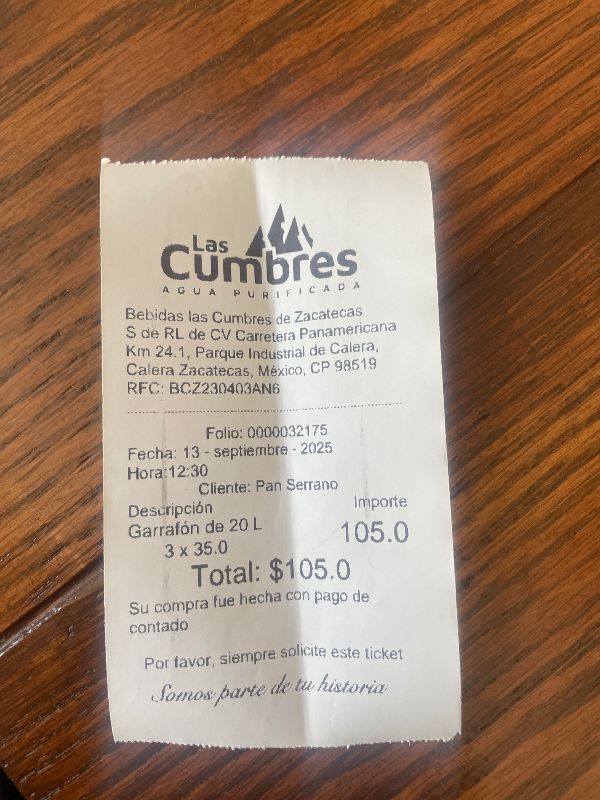 Las
Cumbres
AGUA PURIFICADA
Bebidas las Cumbres de Zacatecas
S de RL de CV Carretera Panamericana
Km 24.1, Parque Industrial de Calera,
Calera Zacatecas, México, CP 98519
RFC: BCZ230403AN6
Folio: 0000032175
Fecha: 13 - septiembre - 2025
Hora:12:30
Cliente: Pan Serrano
Descripción Importe
Garrafón de 20 L 105.0
3 x 35.0
Total: $105.0
Su compra fue hecha con pago de
contado
Por favor, siempre solicite este ticket
Somos parte de tu historia